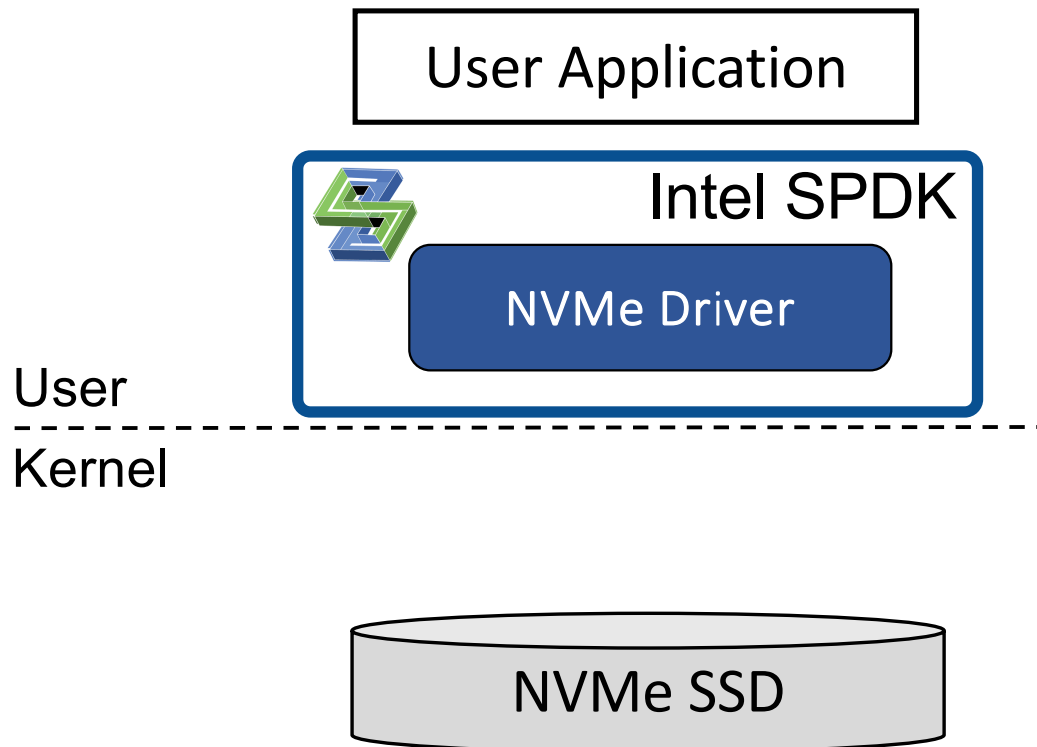 User Application
Intel SPDK
NVMe Driver
User
Kernel
NVMe SSD